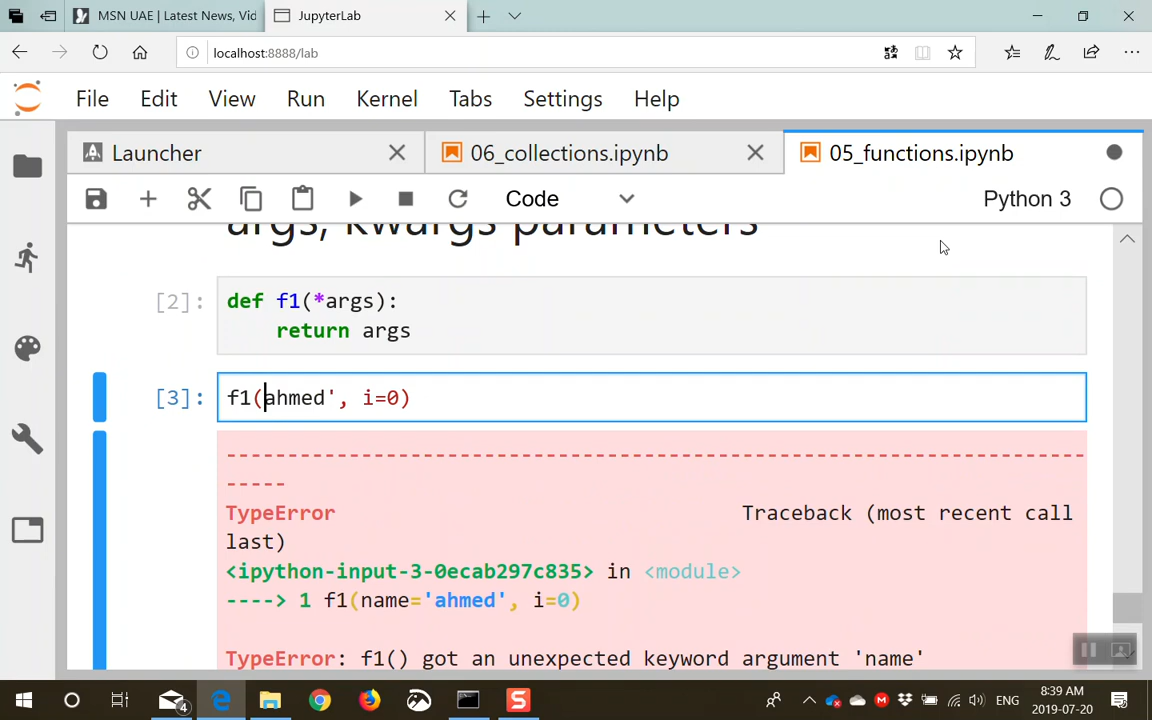 MSN UAE | Latest News, Vid
JupyterLab
localhost:8888/lab
File Edit View Run Kernel Tabs Settings Help
Launcher
06_collections.ipynb
05_functions.ipynb
Code
Python 3
args, kwargs parameters
[2]:
def f1(*args):
    return args
[3]:
f1(ahmed', i=0)
---------------------------------------------------------------------------
TypeError Traceback (most recent call
last)
<ipython-input-3-0ecab297c835> in <module>
----> 1 f1(name='ahmed', i=0)
TypeError: f1() got an unexpected keyword argument 'name'
4
ENG
8:39 AM
2019-07-20